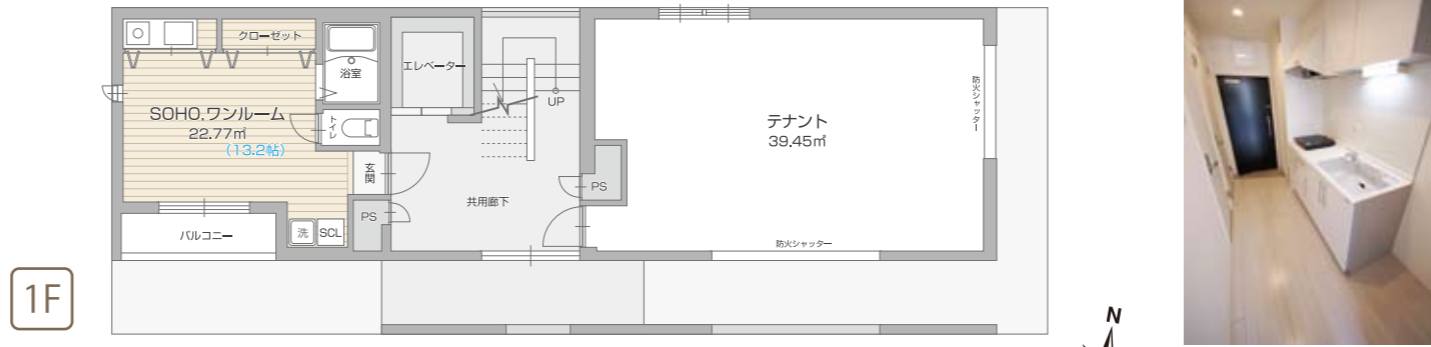 クローゼット
浴室
エレベーター
UP
SOHO.ワンルーム
22.77㎡
(13.2帖)
トイレ
玄関
PS
共用廊下
PS
テナント
39.45㎡
防火シャッター
防火シャッター
バルコニー
洗
SCL
1F
N